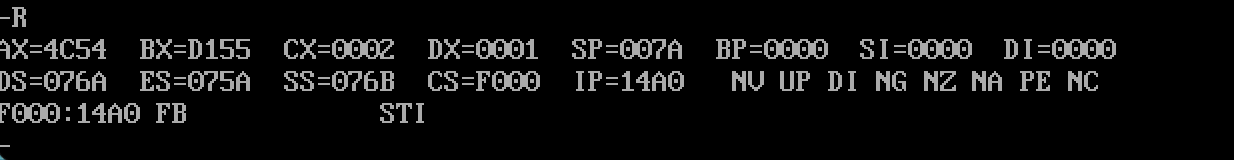 -R
AX=4C54  BX=D155  CX=0002  DX=0001  SP=007A  BP=0000  SI=0000  DI=0000
DS=076A  ES=075A  SS=076B  CS=F000  IP=14A0   NV UP DI NG NZ NA PE NC
F000:14A0 FB            STI
-